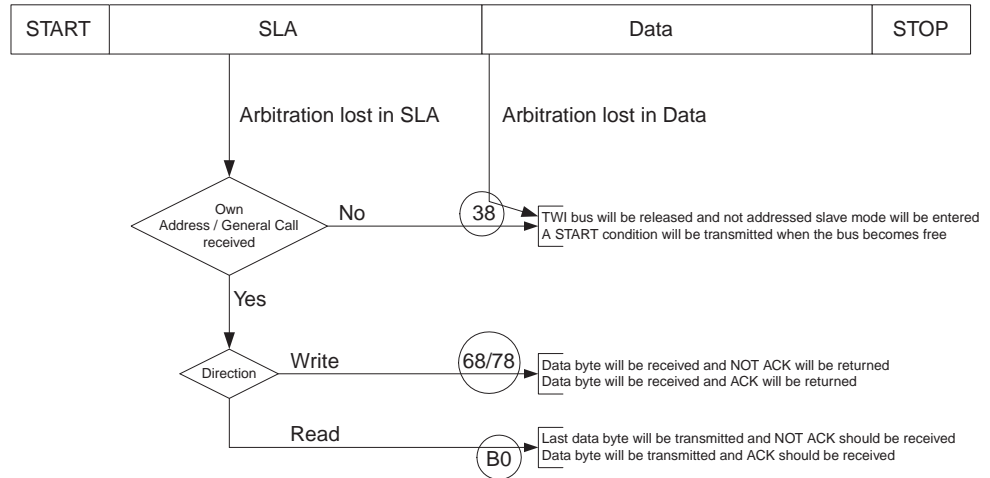 START SLA Data STOP
Arbitration lost in SLA Arbitration lost in Data
Own
Address / General Call
received
No
38
TWI bus will be released and not addressed slave mode will be entered
A START condition will be transmitted when the bus becomes free
Yes
Direction
Write
68/78
Data byte will be received and NOT ACK will be returned
Data byte will be received and ACK will be returned
Read
B0
Last data byte will be transmitted and NOT ACK should be received
Data byte will be transmitted and ACK should be received